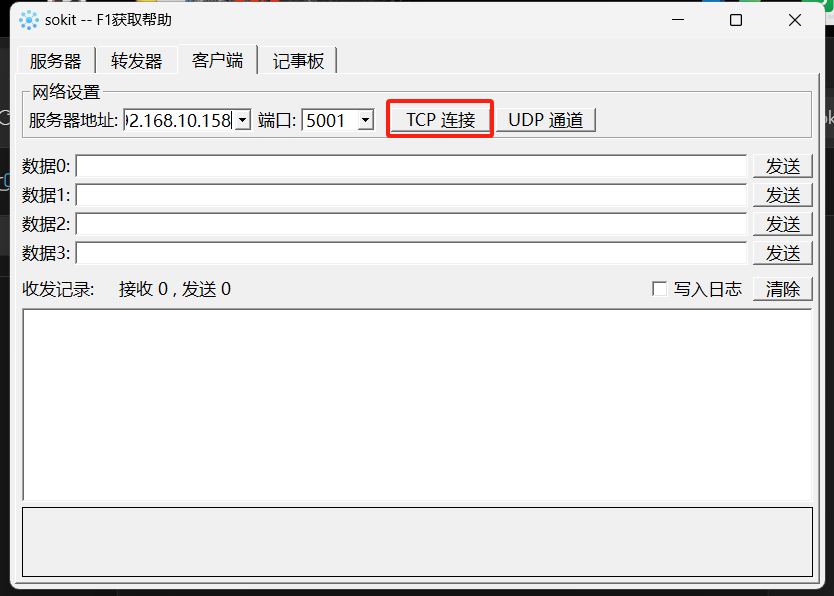 sokit -- F1获取帮助
服务器 转发器 客户端 记事板
网络设置
服务器地址: 2.168.10.158 端口: 5001 TCP 连接 UDP 通道
数据0: 发送
数据1: 发送
数据2: 发送
数据3: 发送
收发记录: 接收 0 , 发送 0 写入日志 清除